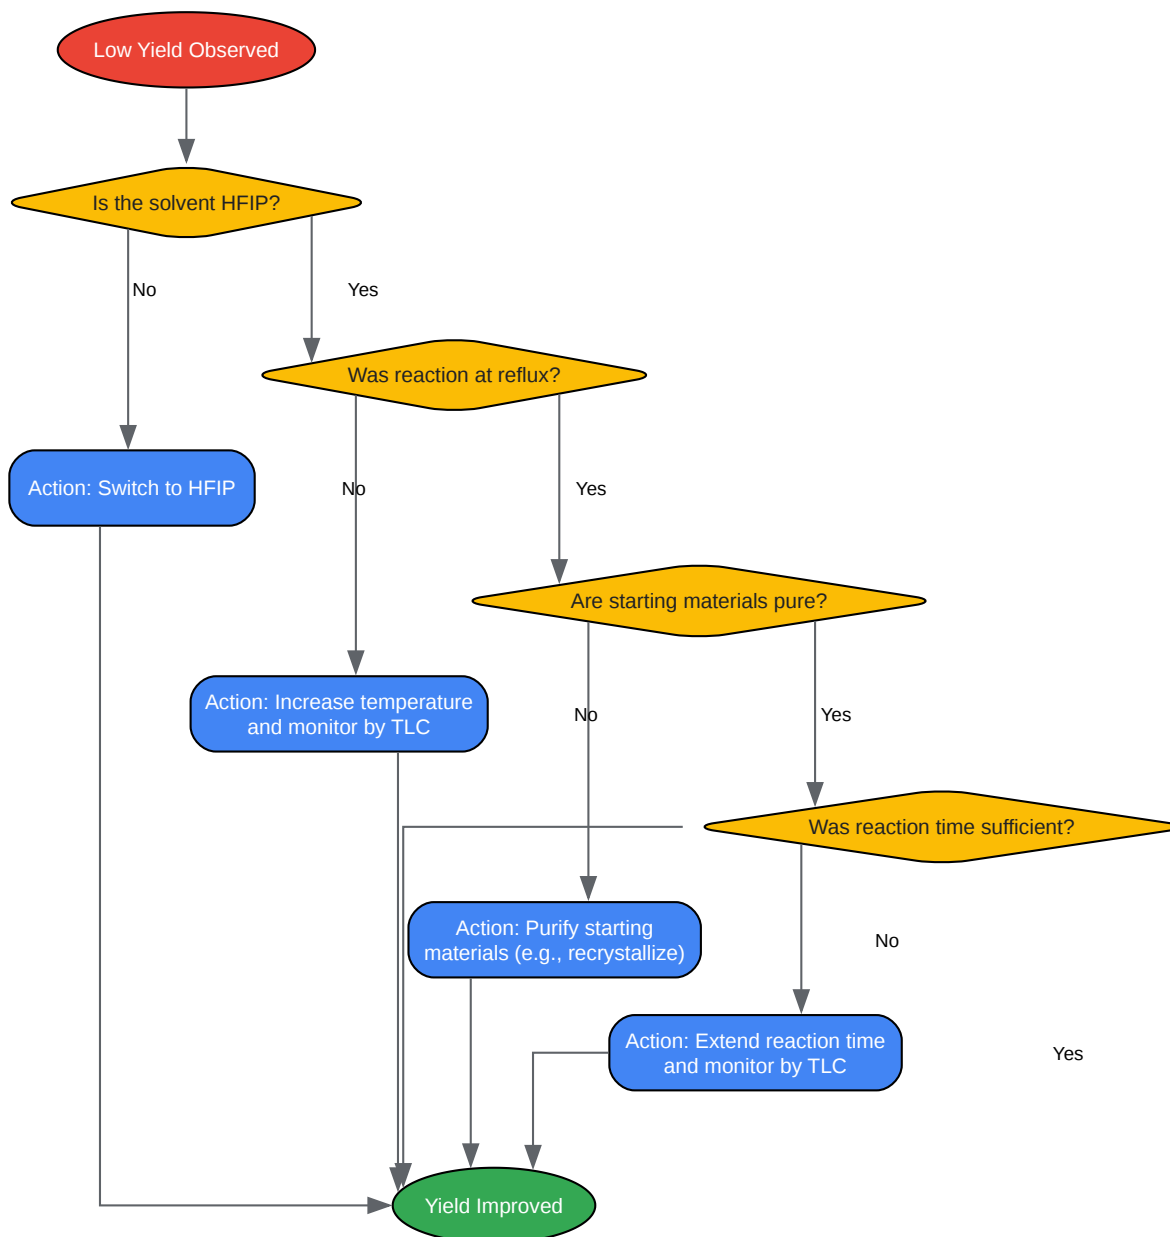 Low Yield Observed
Is the solvent HFIP?
No
Yes
Was reaction at reflux?
Action: Switch to HFIP
No
Yes
Are starting materials pure?
Action: Increase temperature
and monitor by TLC
No
Yes
Was reaction time sufficient?
Action: Purify starting
materials (e.g., recrystallize)
No
Action: Extend reaction time
and monitor by TLC
Yes
Yield Improved